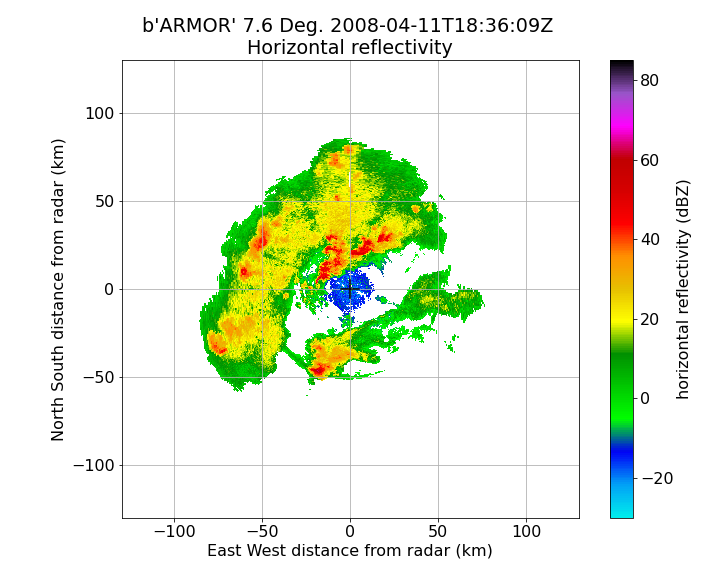 b'ARMOR' 7.6 Deg. 2008-04-11T18:36:09Z
Horizontal reflectivity
100
50
0
−50
−100
North South distance from radar (km)
−100 −50 0 50 100
East West distance from radar (km)
80
60
40
20
0
−20
horizontal reflectivity (dBZ)